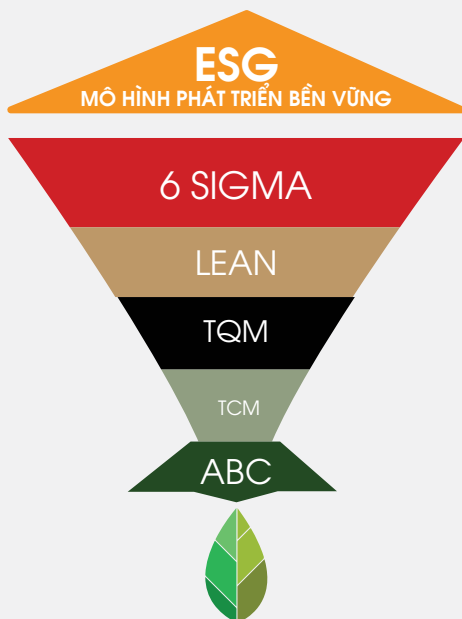 ESG
MÔ HÌNH PHÁT TRIỂN BỀN VỮNG
6 SIGMA
LEAN
TQM
TCM
ABC